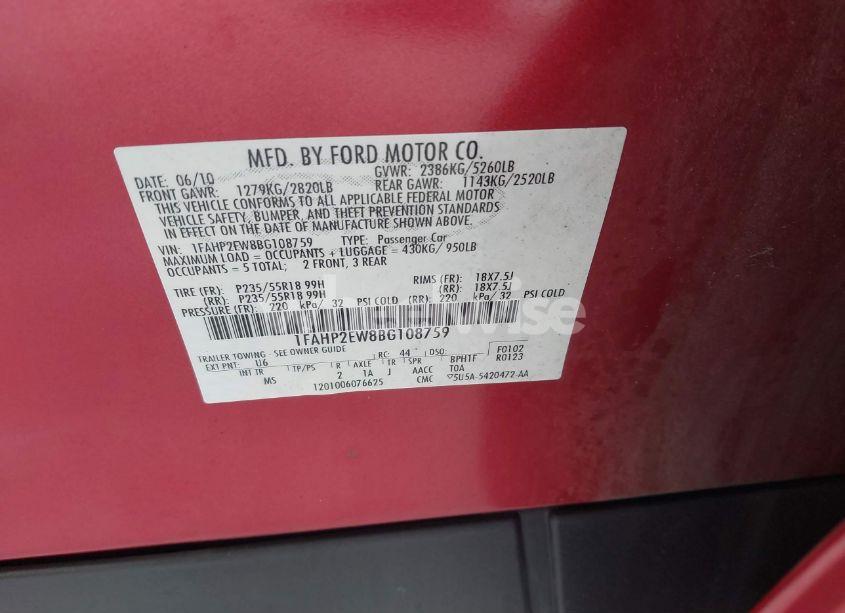 MFD. BY FORD MOTOR CO.
DATE: 06/10 GVWR: 2386KG/5260LB
FRONT GAWR: 1279KG/2820LB REAR GAWR: 1143KG/2520LB
THIS VEHICLE CONFORMS TO ALL APPLICABLE FEDERAL MOTOR
VEHICLE SAFETY, BUMPER, AND THEFT PREVENTION STANDARDS
IN EFFECT ON THE DATE OF MANUFACTURE SHOWN ABOVE.
VIN: 1FAHP2EW8BG108759 TYPE: Passenger Car
MAXIMUM LOAD = OCCUPANTS + LUGGAGE = 430KG/950LB
OCCUPANTS = 5 TOTAL; 2 FRONT, 3 REAR
TIRE (FR): P235/55R18 99H RIMS (FR): 18X7.5J
(RR): P235/55R18 99H (RR): 18X7.5J
PRESSURE (FR): 220 kPa/ 32 PSI COLD (RR): 220 kPa/ 32 PSI COLD
1FAHP2EW8BG108759
TRAILER TOWING - SEE OWNER GUIDE
EXT PNT: U6 RC: 44 DSO: F0102
R0123
INT TR TP/PS R AXLE TR SPR BPHTF
MS 2 1A J AACC TOA
1201006076625 CMC 5U5A-5420472-AA